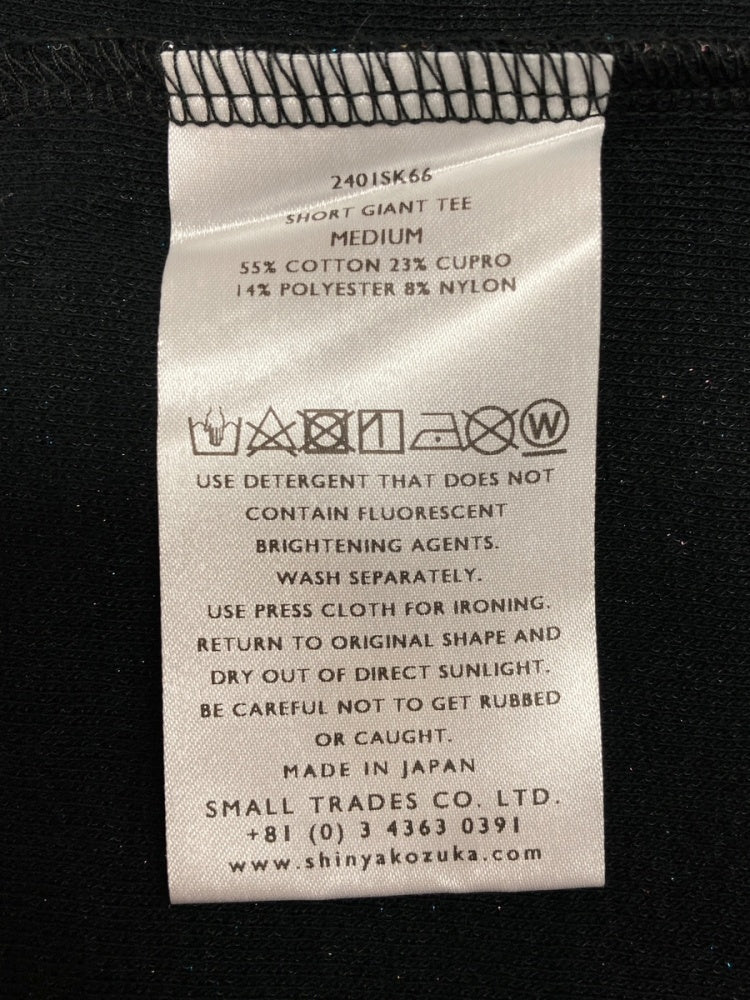 2401SK66
SHORT GIANT TEE
MEDIUM
55% COTTON 23% CUPRO
14% POLYESTER 8% NYLON
W
USE DETERGENT THAT DOES NOT
CONTAIN FLUORESCENT
BRIGHTENING AGENTS.
WASH SEPARATELY.
USE PRESS CLOTH FOR IRONING.
RETURN TO ORIGINAL SHAPE AND
DRY OUT OF DIRECT SUNLIGHT.
BE CAREFUL NOT TO GET RUBBED
OR CAUGHT.
MADE IN JAPAN
SMALL TRADES CO. LTD.
+81 (0) 3 4363 0391
www.shinyakozuka.com